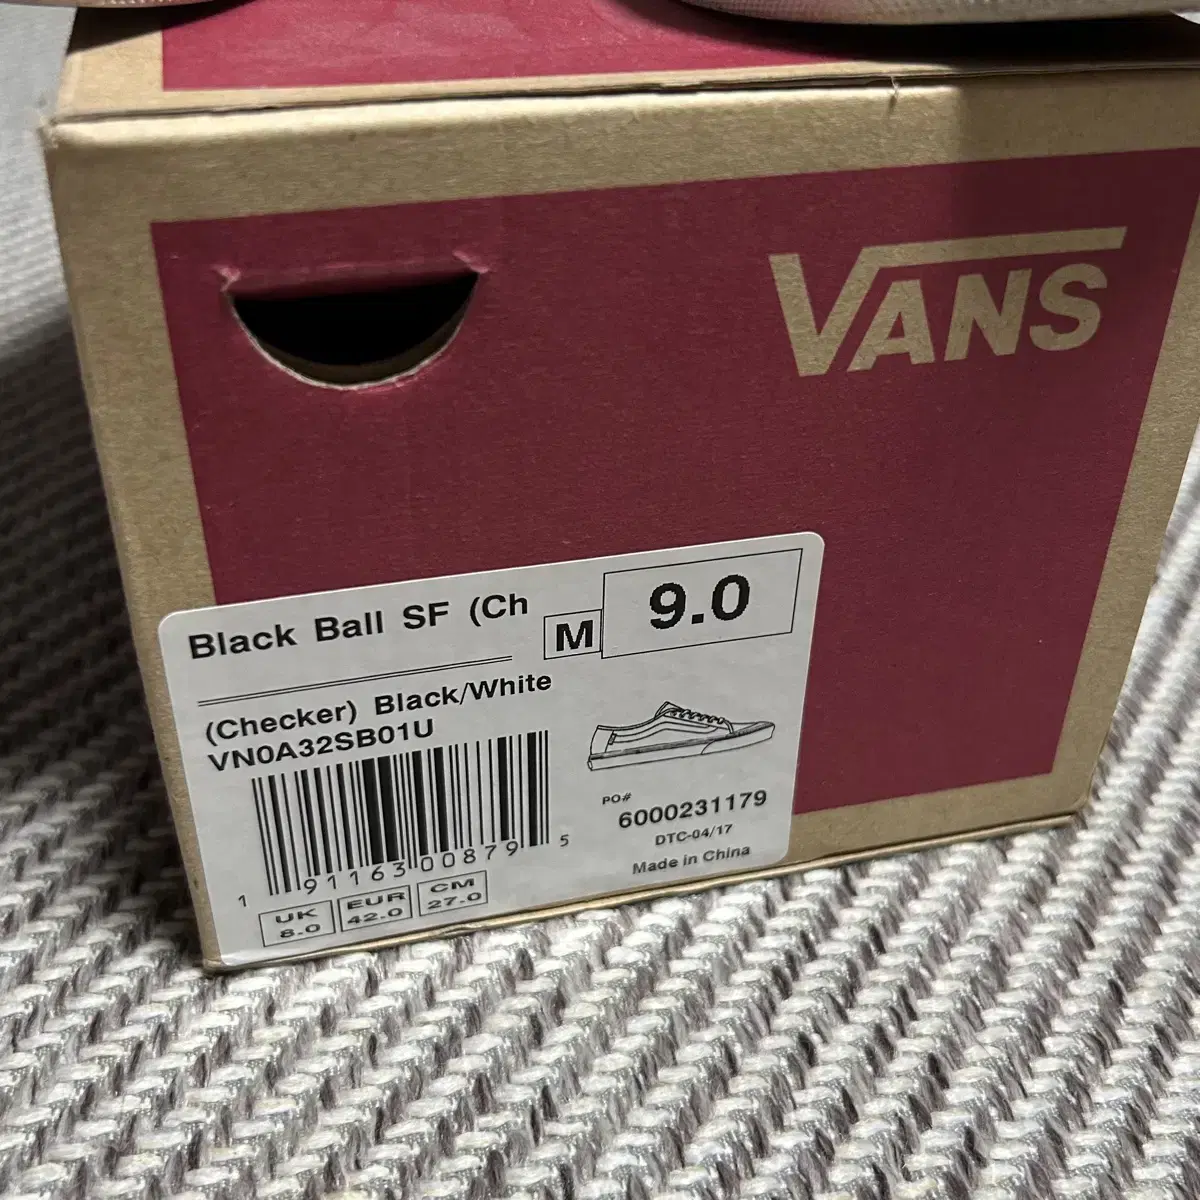 VANS
Black Ball SF (Ch
M
9.0
(Checker) Black/White
VN0A32SB01U
1 91163 00879 5
PO#
6000231179
DTC-04/17
Made in China
UK
8.0
EUR
42.0
CM
27.0